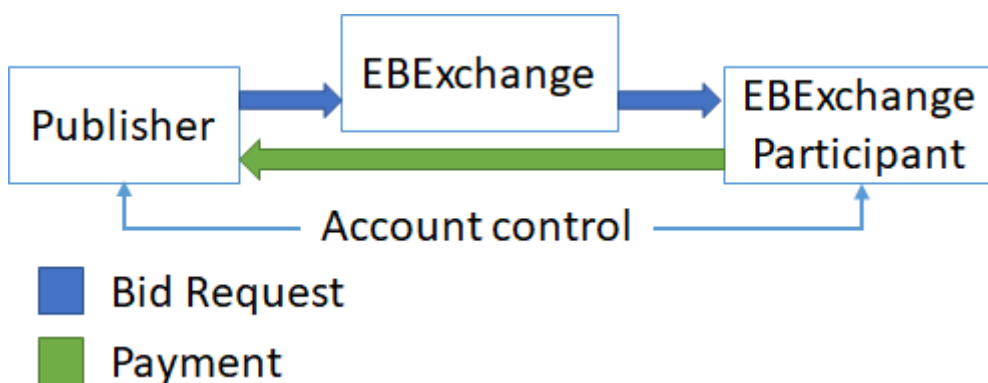 Publisher
EBExchange
EBExchange
Participant
Account control
Bid Request
Payment